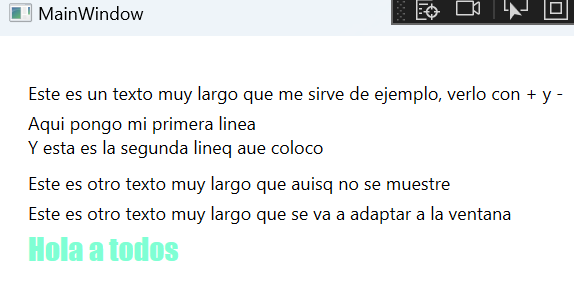 MainWindow
Este es un texto muy largo que me sirve de ejemplo, verlo con + y -
Aqui pongo mi primera linea
Y esta es la segunda lineq aue coloco
Este es otro texto muy largo que auisq no se muestre
Este es otro texto muy largo que se va a adaptar a la ventana
Hola a todos